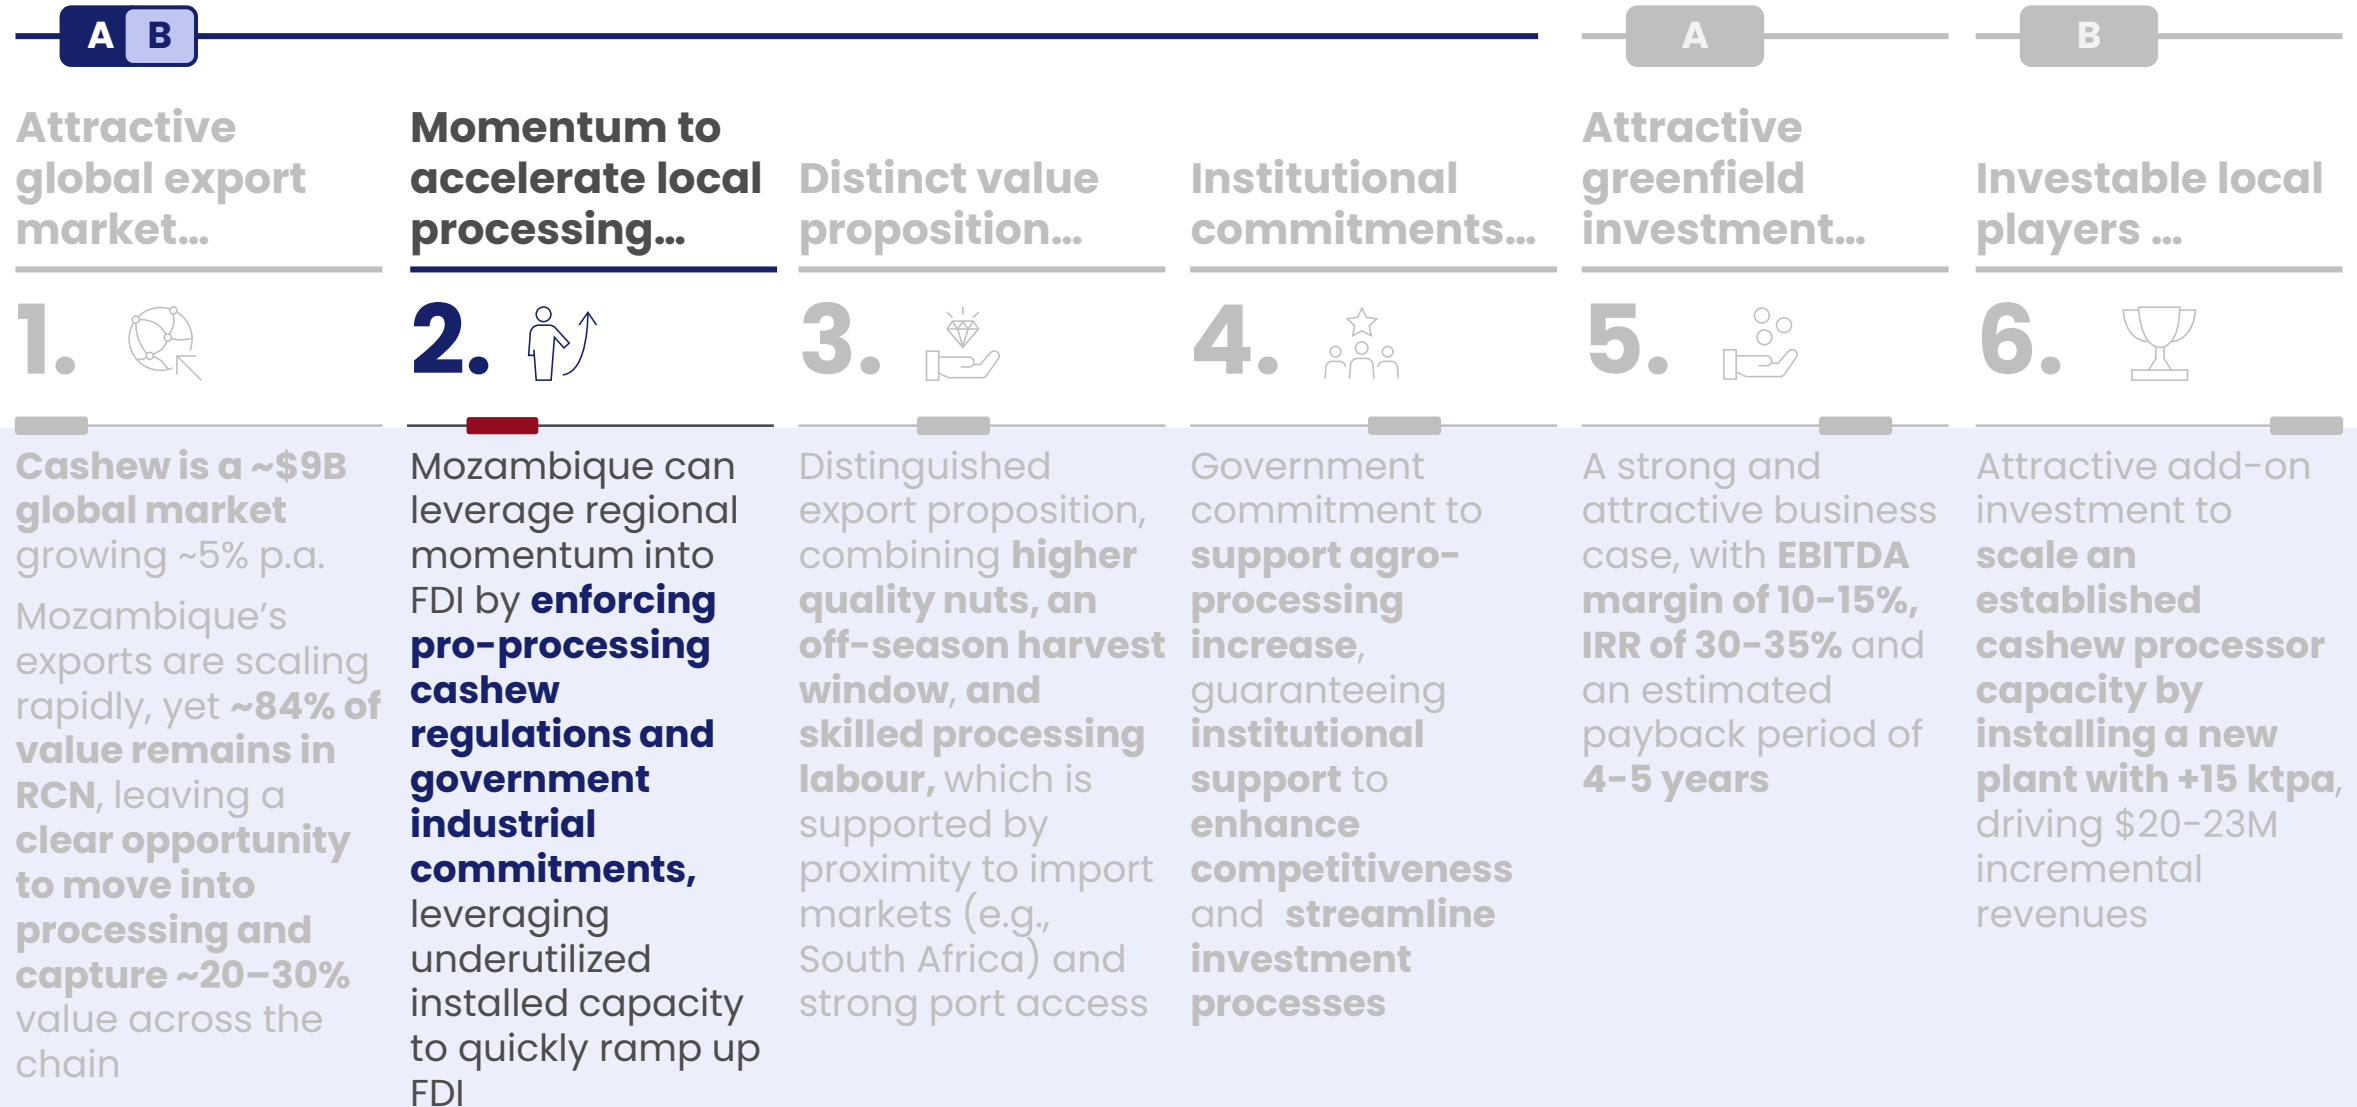 A B
A
B
Attractive
global export
market...
Momentum to
accelerate local
processing...
Distinct value
proposition...
Institutional
commitments...
Attractive
greenfield
investment...
Investable local
players ...
1.
2.
3.
4.
5.
6.
Cashew is a ~$9B
global market
growing ~5% p.a.
Mozambique’s
exports are scaling
rapidly, yet ~84% of
value remains in
RCN, leaving a
clear opportunity
to move into
processing and
capture ~20–30%
value across the
chain
Mozambique can
leverage regional
momentum into
FDI by enforcing
pro-processing
cashew
regulations and
government
industrial
commitments,
leveraging
underutilized
installed capacity
to quickly ramp up
FDI
Distinguished
export proposition,
combining higher
quality nuts, an
off-season harvest
window, and
skilled processing
labour, which is
supported by
proximity to import
markets (e.g.,
South Africa) and
strong port access
Government
commitment to
support agro-
processing
increase,
guaranteeing
institutional
support to
enhance
competitiveness
and streamline
investment
processes
A strong and
attractive business
case, with EBITDA
margin of 10-15%,
IRR of 30-35% and
an estimated
payback period of
4-5 years
Attractive add-on
investment to
scale an
established
cashew processor
capacity by
installing a new
plant with +15 ktpa,
driving $20-23M
incremental
revenues